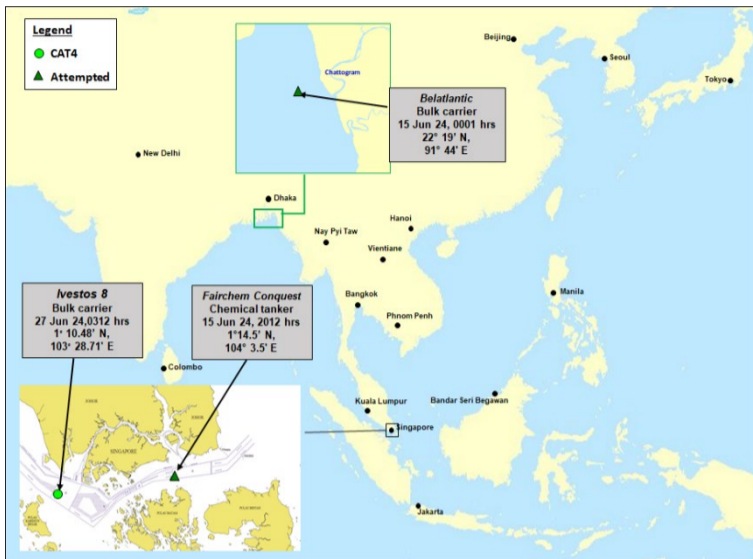 Legend
CAT4
Attempted
Chattogram
Belatlantic
Bulk carrier
15 Jun 24, 0001 hrs
22° 19' N,
91° 44' E
Beijing
Seoul
Tokyo
New Delhi
Dhaka
Hanoi
Nay Pyi Taw
Vientiane
Ivestos 8
Bulk carrier
27 Jun 24,0312 hrs
1° 10.48' N,
103° 28.71' E
Fairchem Conquest
Chemical tanker
15 Jun 24, 2012 hrs
1°14.5' N,
104° 3.5' E
Bangkok
Manila
Phnom Penh
Colombo
Kuala Lumpur
Bandar Seri Begawan
Singapore
Jakarta
SINGAPORE